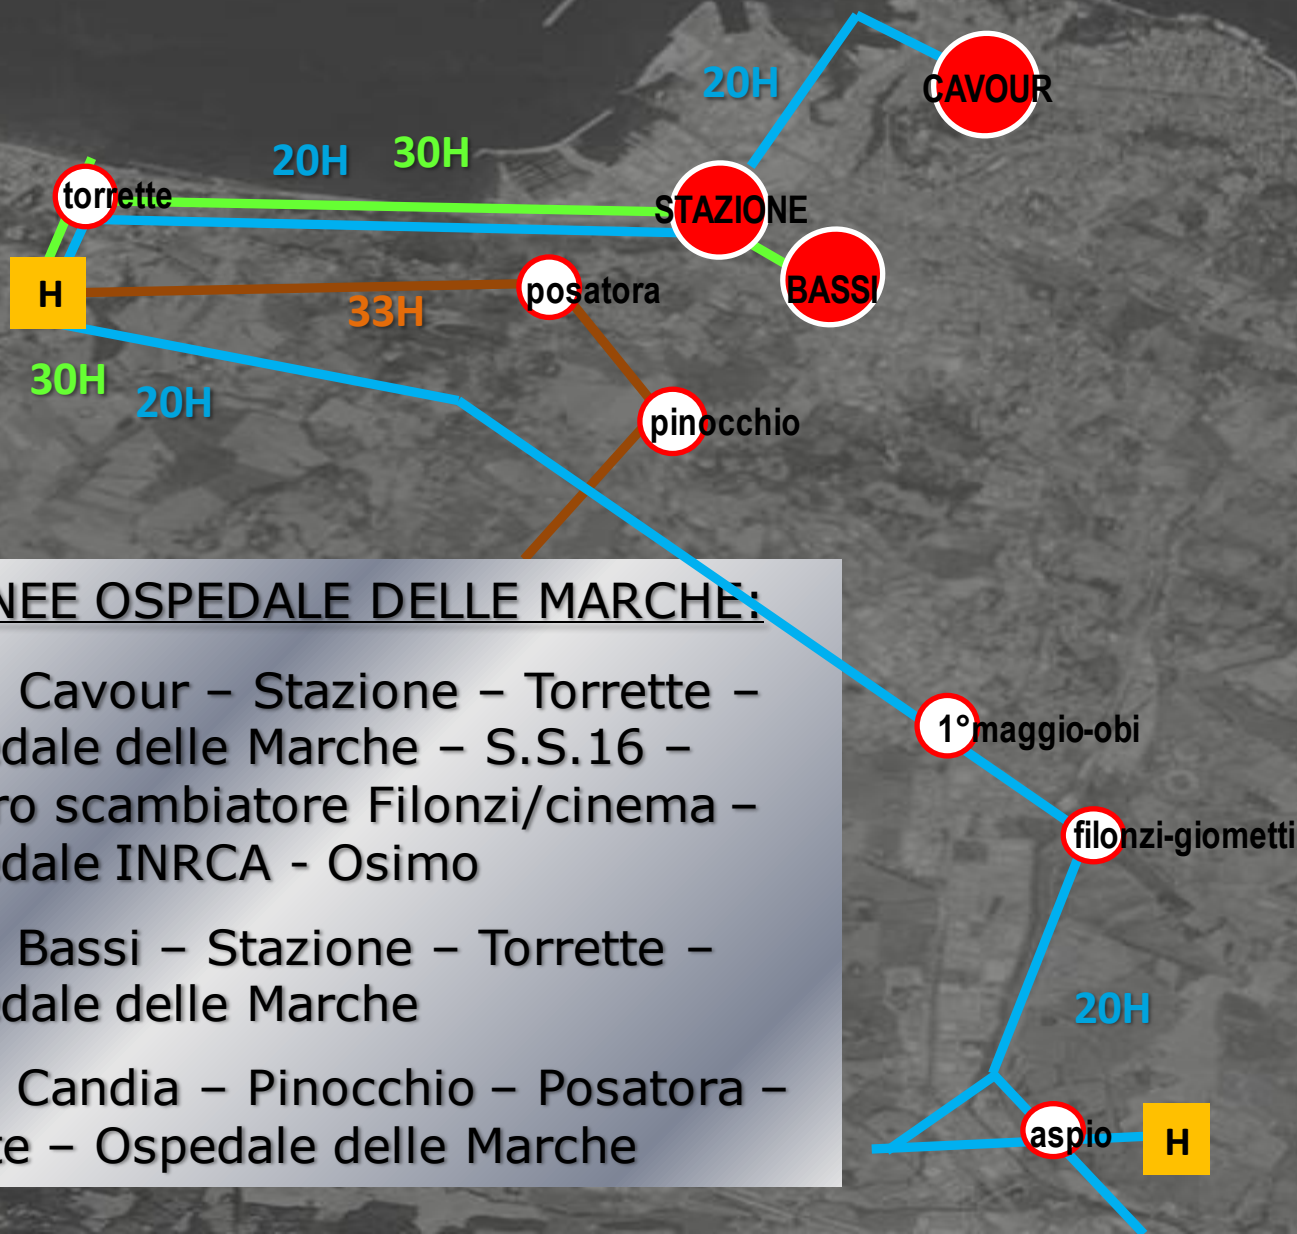 20H
CAVOUR
20H
30H
torrette
STAZIONE
H
posatora
BASSI
33H
30H
20H
pinocchio
NEE OSPEDALE DELLE MARCHE:
Cavour – Stazione – Torrette –
dale delle Marche – S.S.16 –
ro scambiatore Filonzi/cinema –
dale INRCA - Osimo
Bassi – Stazione – Torrette –
dale delle Marche
Candia – Pinocchio – Posatora –
te – Ospedale delle Marche
1°maggio-obi
filonzi-giometti
20H
aspio
H